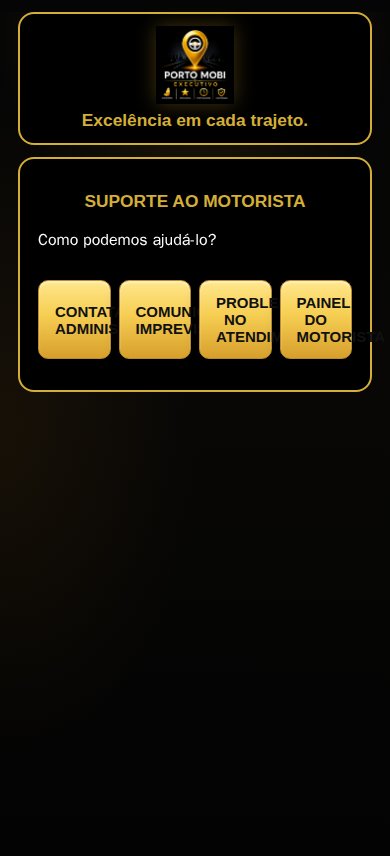 PORTO MOBI
EXECUTIVO
Excelência em cada trajeto.
SUPORTE AO MOTORISTA
Como podemos ajudá-lo?
CONTAT
ADMINIS
COMUN
IMPREV
PROBLE
NO
ATENDI
PAINEL
DO
MOTORISTA